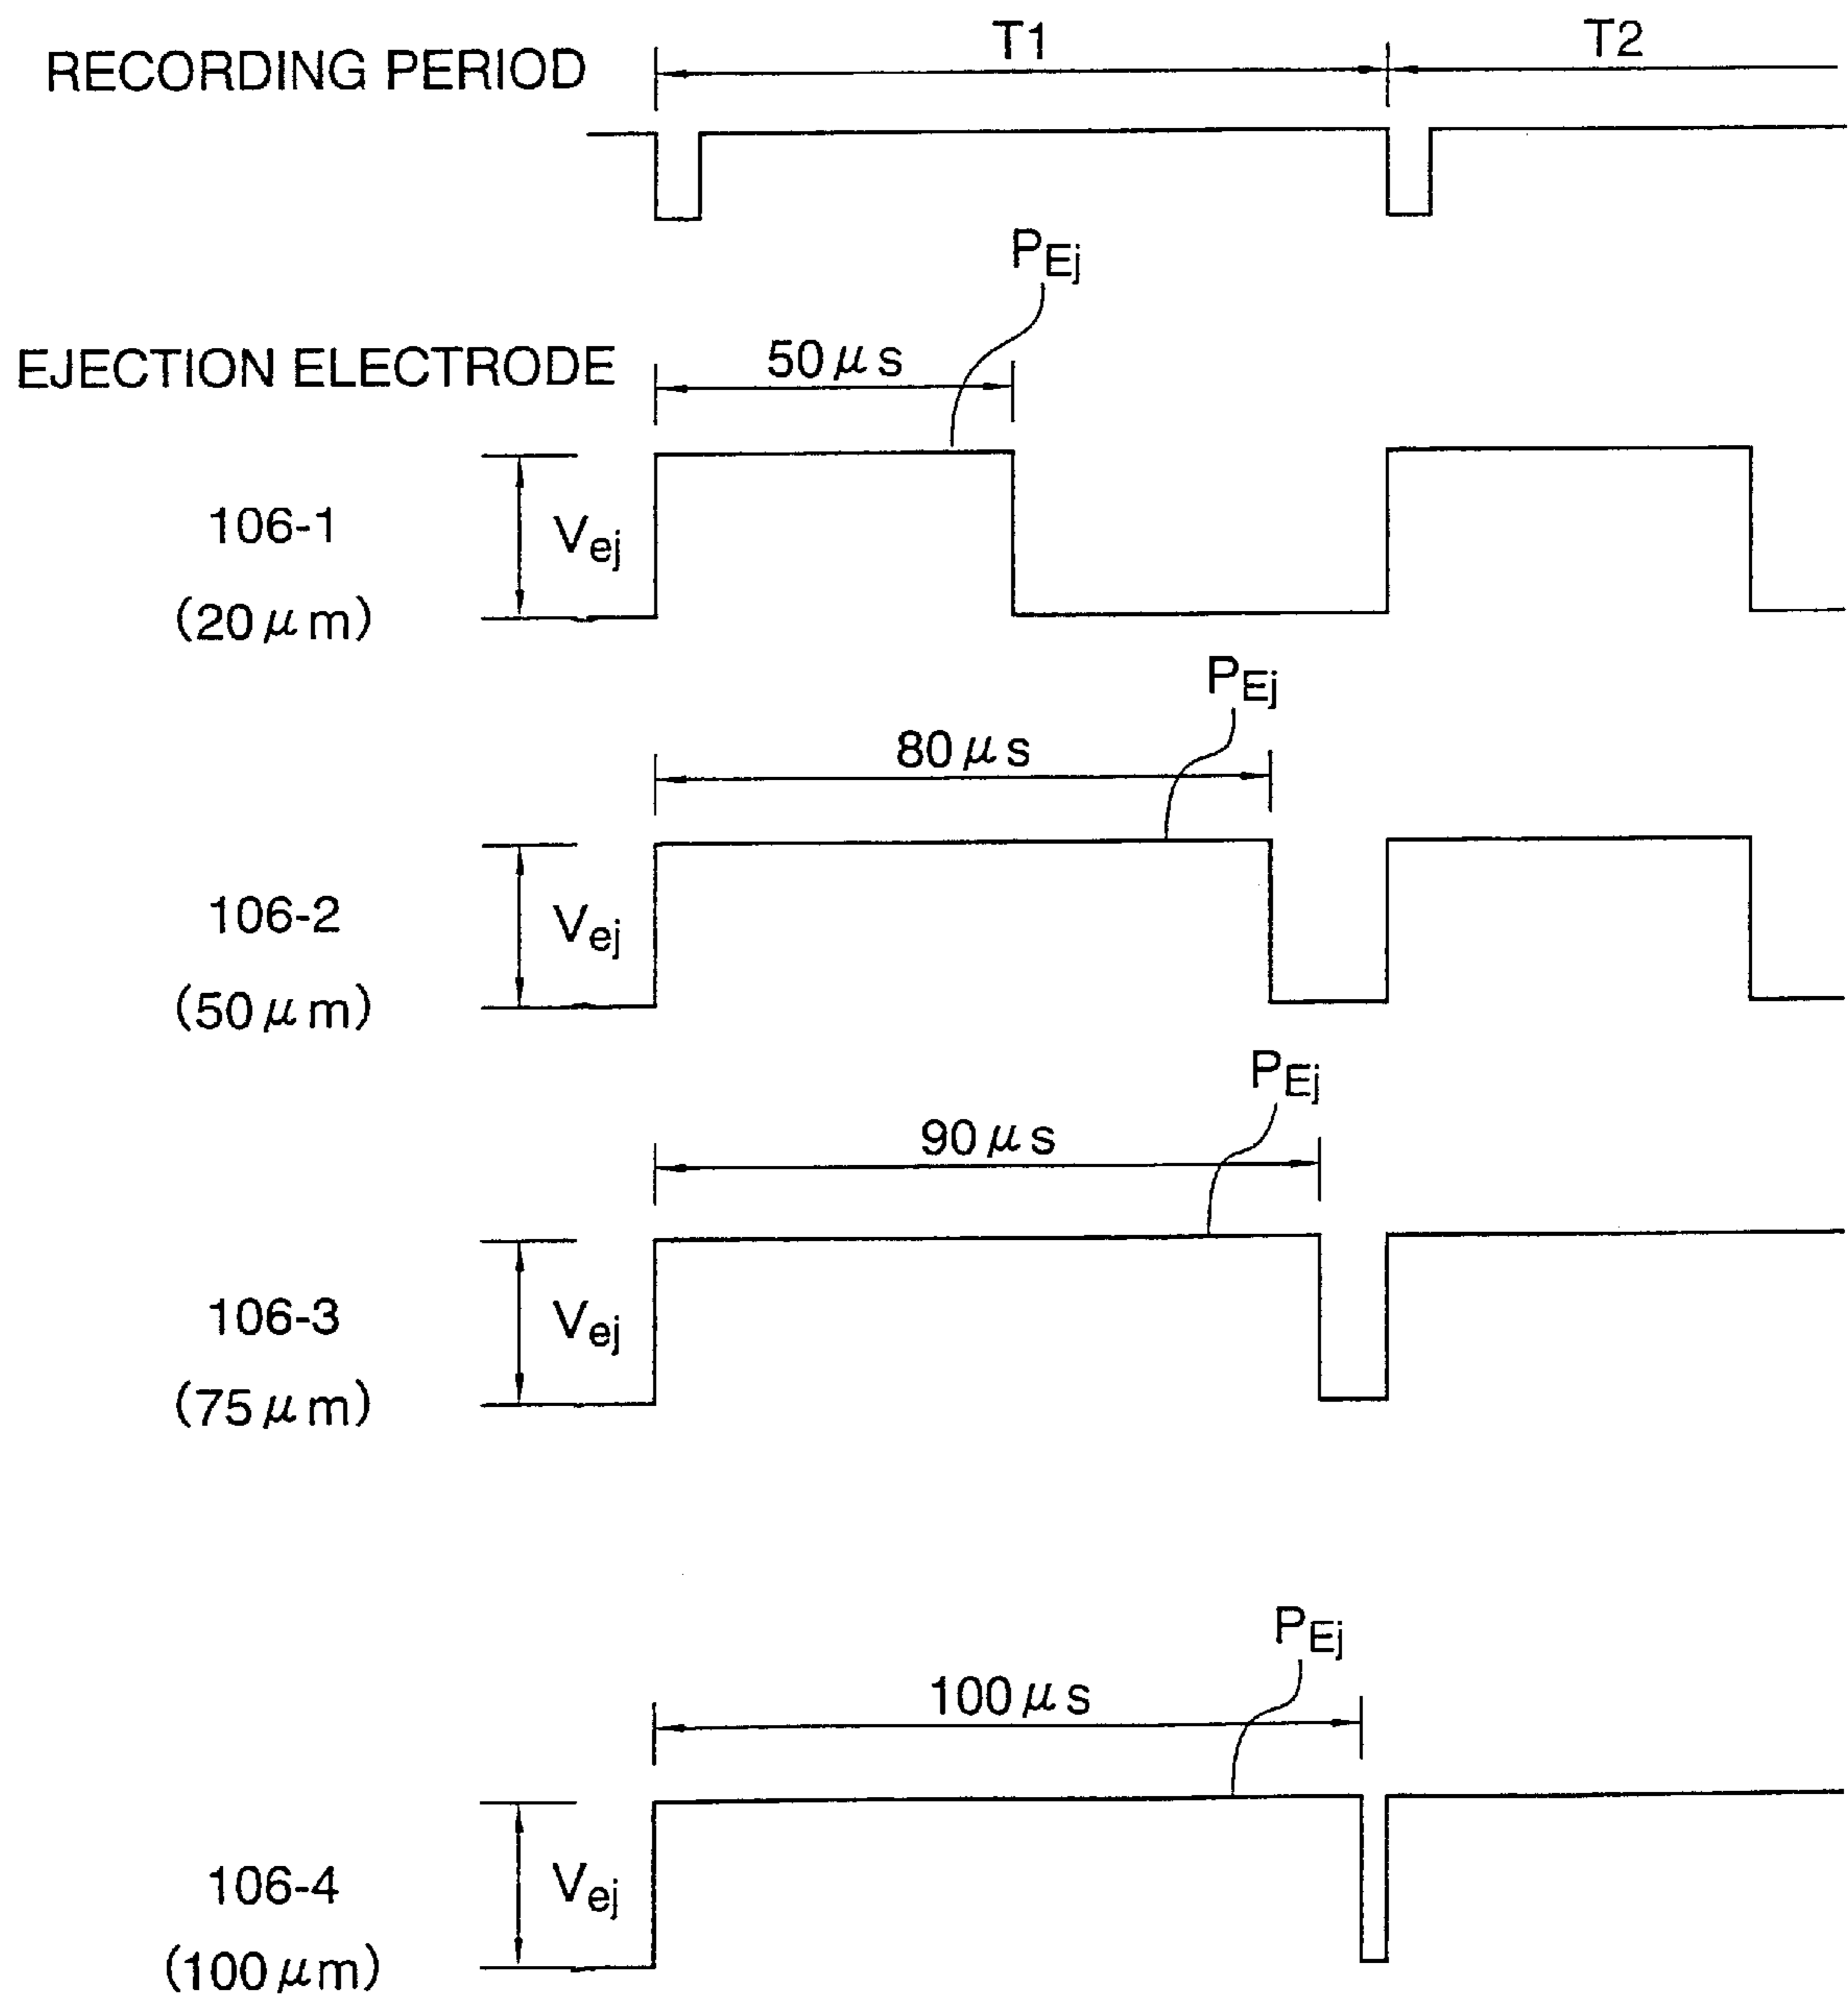 T1 T2
RECORDING PERIOD
PEj
EJECTION ELECTRODE
50μs
106-1
Vej
(20μm)
PEj
80μs
106-2
Vej
(50μm)
PEj
90μs
106-3
Vej
(75μm)
PEj
100μs
106-4
Vej
(100μm)